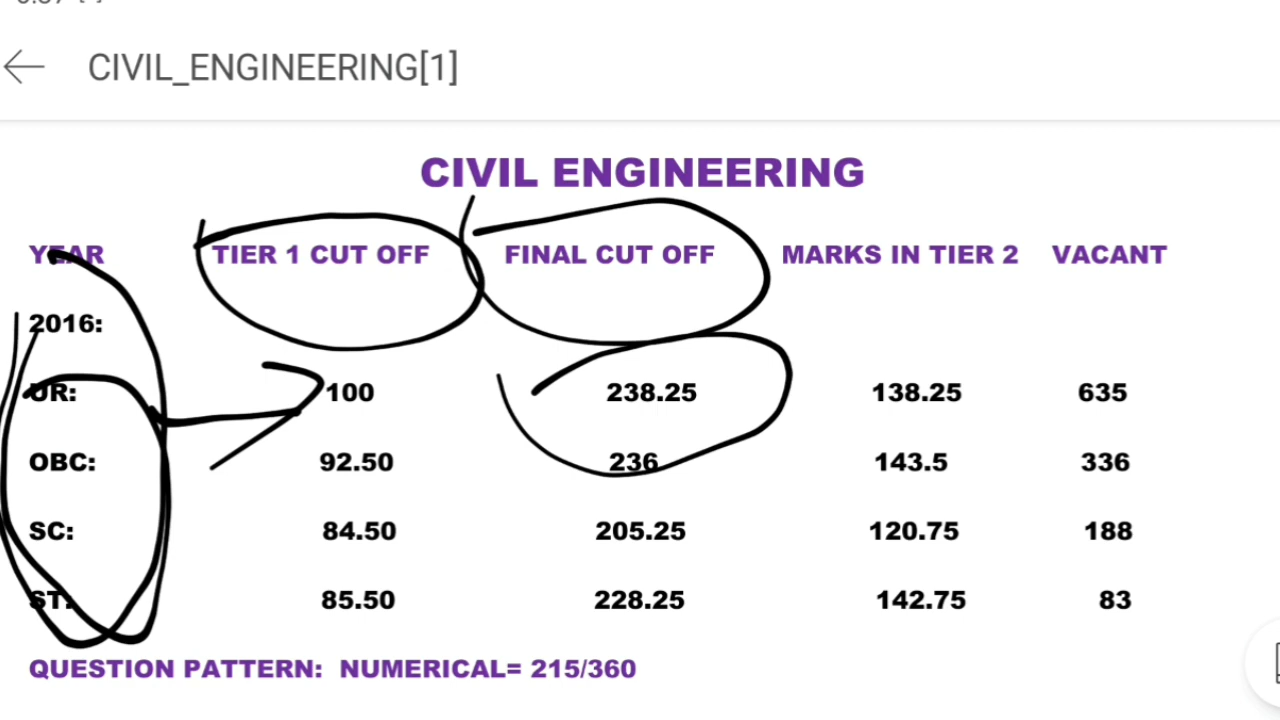 CIVIL_ENGINEERING[1]
CIVIL ENGINEERING
YEAR TIER 1 CUT OFF FINAL CUT OFF MARKS IN TIER 2 VACANT
2016:
UR: 100 238.25 138.25 635
OBC: 92.50 236 143.5 336
SC: 84.50 205.25 120.75 188
ST: 85.50 228.25 142.75 83
QUESTION PATTERN: NUMERICAL= 215/360